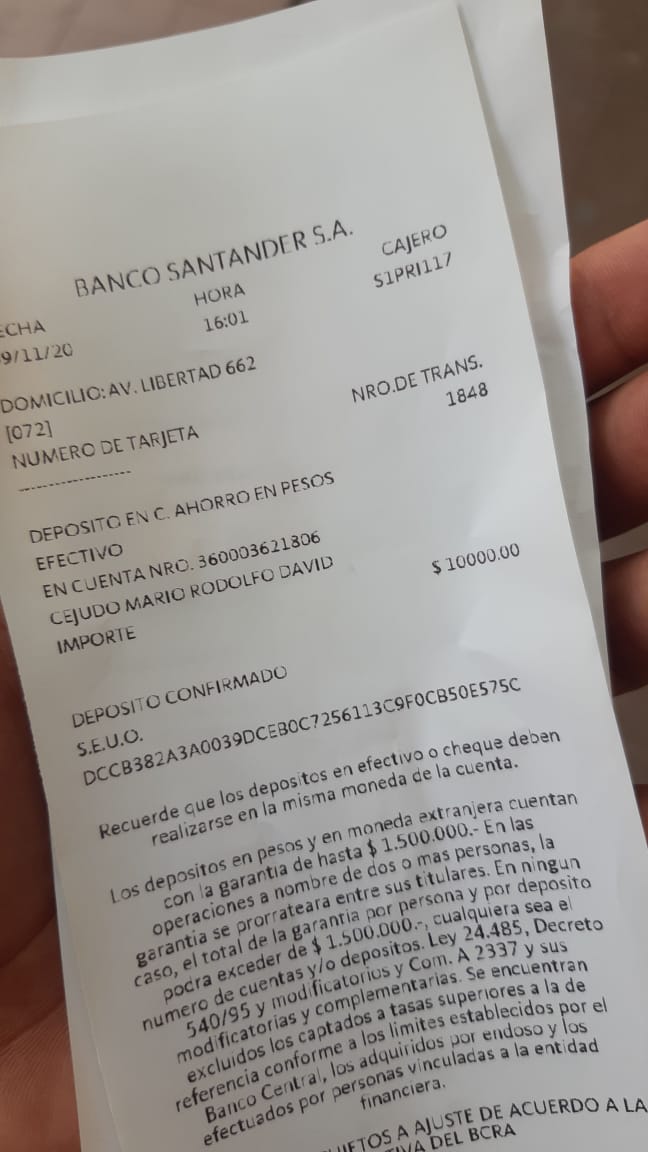 BANCO SANTANDER S.A.
ECHA HORA CAJERO
9/11/20 16:01 S1PRI117
DOMICILIO: AV. LIBERTAD 662
[072] NRO.DE TRANS.
NUMERO DE TARJETA 1848
------------------
DEPOSITO EN C. AHORRO EN PESOS
EFECTIVO
EN CUENTA NRO. 360003621806
CEJUDO MARIO RODOLFO DAVID
IMPORTE $ 10000.00
DEPOSITO CONFIRMADO
S.E.U.O.
DCCB382A3A0039DCEB0C7256113C9F0CB50E575C
Recuerde que los depositos en efectivo o cheque deben
realizarse en la misma moneda de la cuenta.
Los depositos en pesos y en moneda extranjera cuentan
con la garantia de hasta $ 1.500.000.- En las
operaciones a nombre de dos o mas personas, la
garantia se prorrateara entre sus titulares. En ningun
caso, el total de la garantia por persona y por deposito
podra exceder de $ 1.500.000.-, cualquiera sea el
numero de cuentas y/o depositos. Ley 24.485, Decreto
540/95 y modificatorios y Com. A 2337 y sus
modificatorias y complementarias. Se encuentran
excluidos los captados a tasas superiores a la de
referencia conforme a los limites establecidos por el
Banco Central, los adquiridos por endoso y los
efectuados por personas vinculadas a la entidad
financiera.
JETOS A AJUSTE DE ACUERDO A LA
IVA DEL BCRA